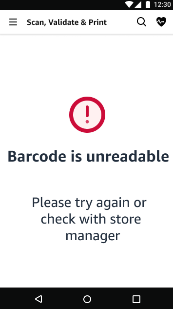 12:30
Scan, Validate & Print
Barcode is unreadable
Please try again or
check with store
manager